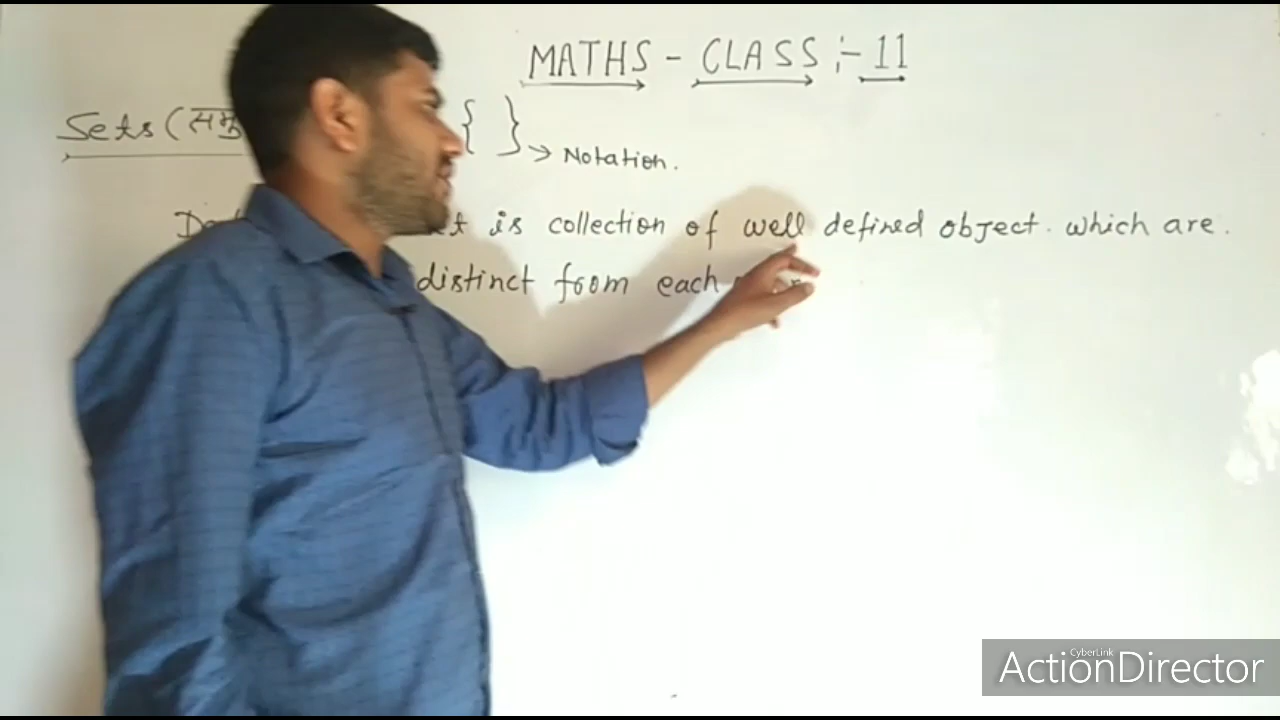 MATHS - CLASS :- 11
Sets ( { }
→ Notation.
is collection of well defined object. which are.
distinct from each
CyberLink
ActionDirector